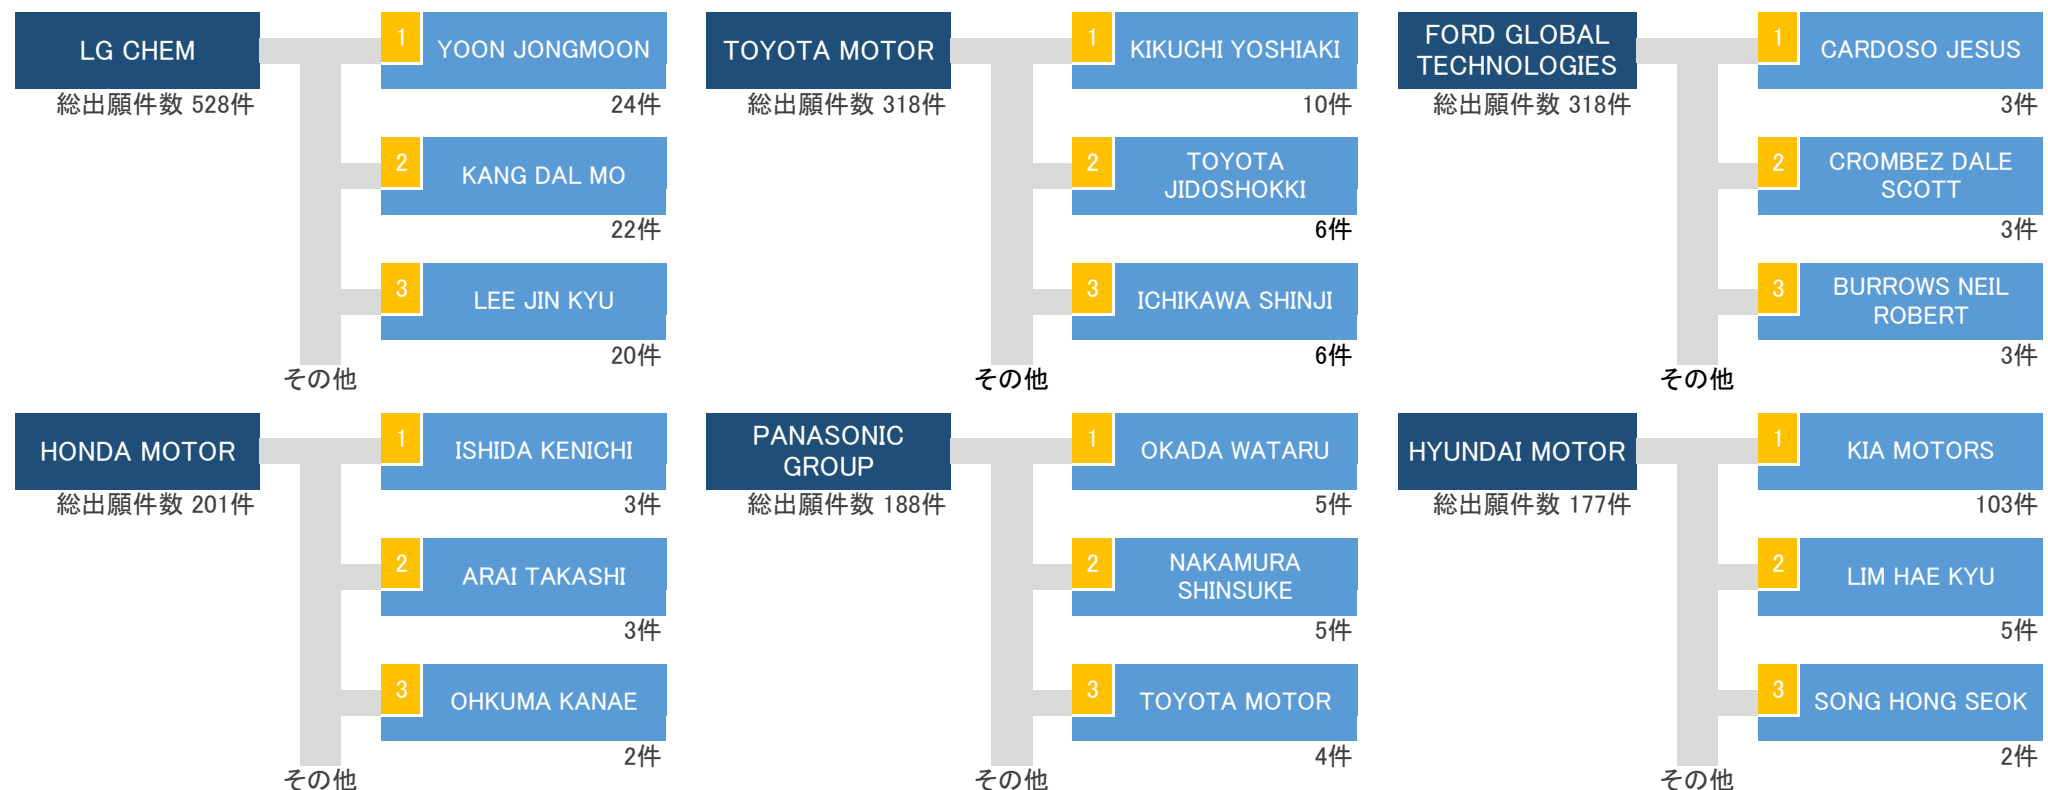 LG CHEM
総出願件数 528件
1
YOON JONGMOON
24件
2
KANG DAL MO
22件
3
LEE JIN KYU
20件
その他
TOYOTA MOTOR
総出願件数 318件
1
KIKUCHI YOSHIAKI
10件
2
TOYOTA
JIDOSHOKKI
6件
3
ICHIKAWA SHINJI
6件
その他
FORD GLOBAL
TECHNOLOGIES
総出願件数 318件
1
CARDOSO JESUS
3件
2
CROMBEZ DALE
SCOTT
3件
3
BURROWS NEIL
ROBERT
3件
その他
HONDA MOTOR
総出願件数 201件
1
ISHIDA KENICHI
3件
2
ARAI TAKASHI
3件
3
OHKUMA KANAE
2件
その他
PANASONIC
GROUP
総出願件数 188件
1
OKADA WATARU
5件
2
NAKAMURA
SHINSUKE
5件
3
TOYOTA MOTOR
4件
その他
HYUNDAI MOTOR
総出願件数 177件
1
KIA MOTORS
103件
2
LIM HAE KYU
5件
3
SONG HONG SEOK
2件
その他